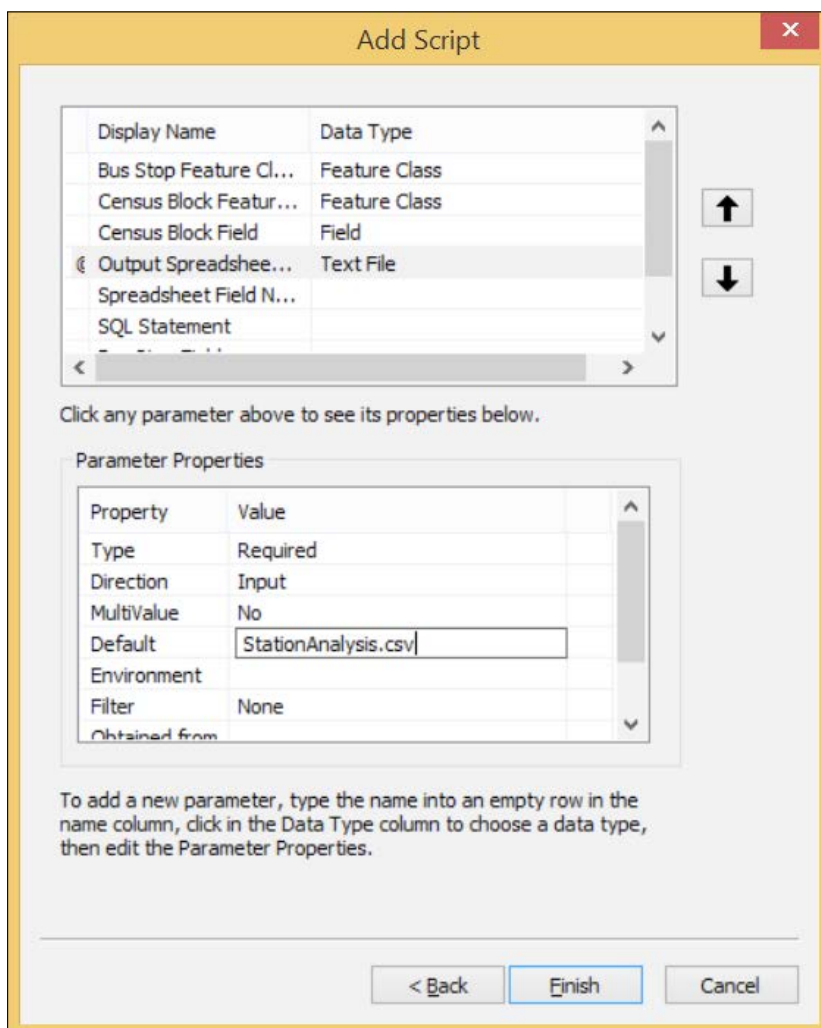 Add Script
Display Name Data Type
Bus Stop Feature Cl... Feature Class
Census Block Featur... Feature Class
Census Block Field Field
Output Spreadshee... Text File
Spreadsheet Field N...
SQL Statement
Click any parameter above to see its properties below.
Parameter Properties
Property Value
Type Required
Direction Input
MultiValue No
Default StationAnalysis.csv
Environment
Filter None
Obtained from
To add a new parameter, type the name into an empty row in the
name column, click in the Data Type column to choose a data type,
then edit the Parameter Properties.
< Back Finish Cancel